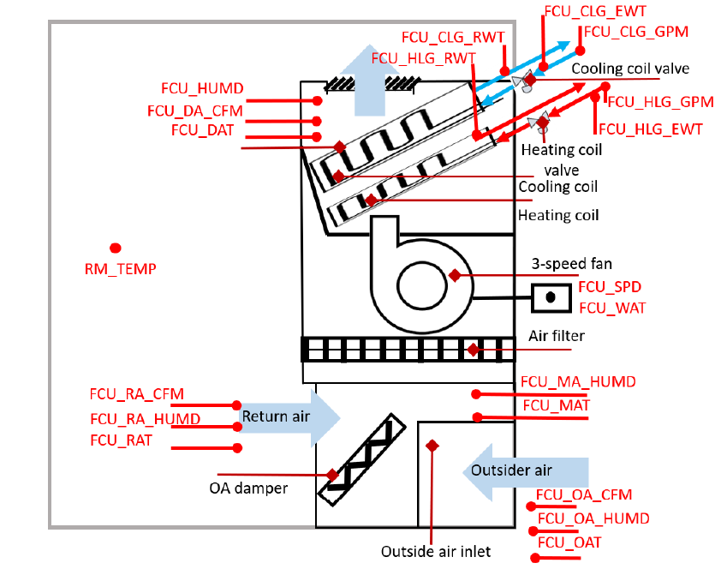 FCU_CLG_EWT
FCU_CLG_RWT
FCU_CLG_GPM
FCU_HLG_RWT
Cooling coil valve
FCU_HUMD
FCU_HLG_GPM
FCU_DA_CFM
FCU_DAT
FCU_HLG_EWT
Heating coil
valve
Cooling coil
Heating coil
3-speed fan
RM_TEMP
FCU_SPD
FCU_WAT
Air filter
FCU_MA_HUMD
FCU_RA_CFM
FCU_MAT
FCU_RA_HUMD
Return air
FCU_RAT
Outsider air
OA damper
FCU_OA_CFM
FCU_OA_HUMD
FCU_OAT
Outside air inlet